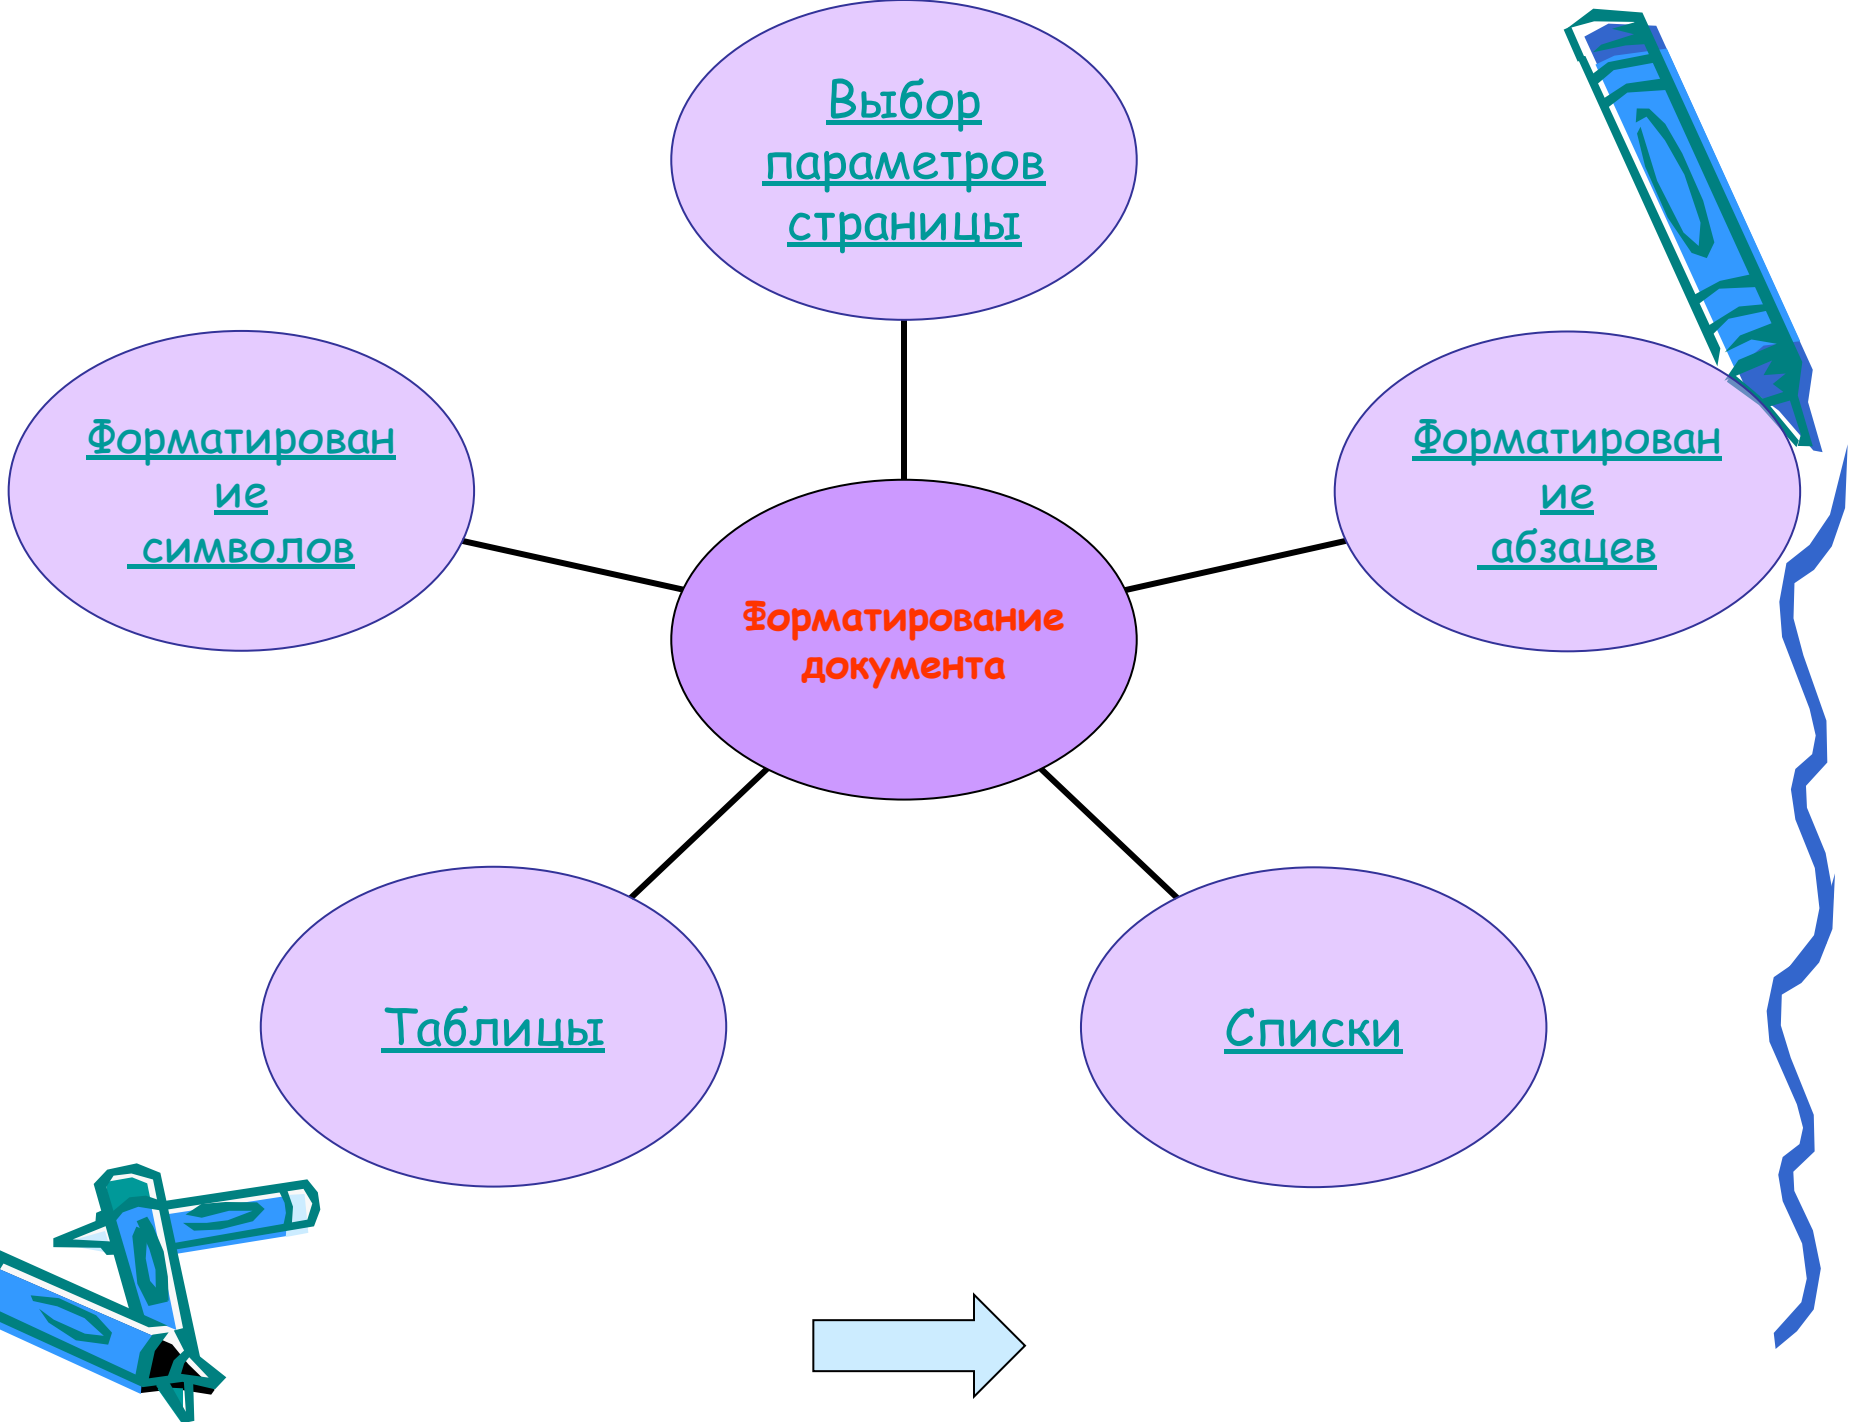 Выбор
параметров
страницы
Форматирован
ие
символов
Форматирован
ие
абзацев
Форматирование
документа
Таблицы
Списки